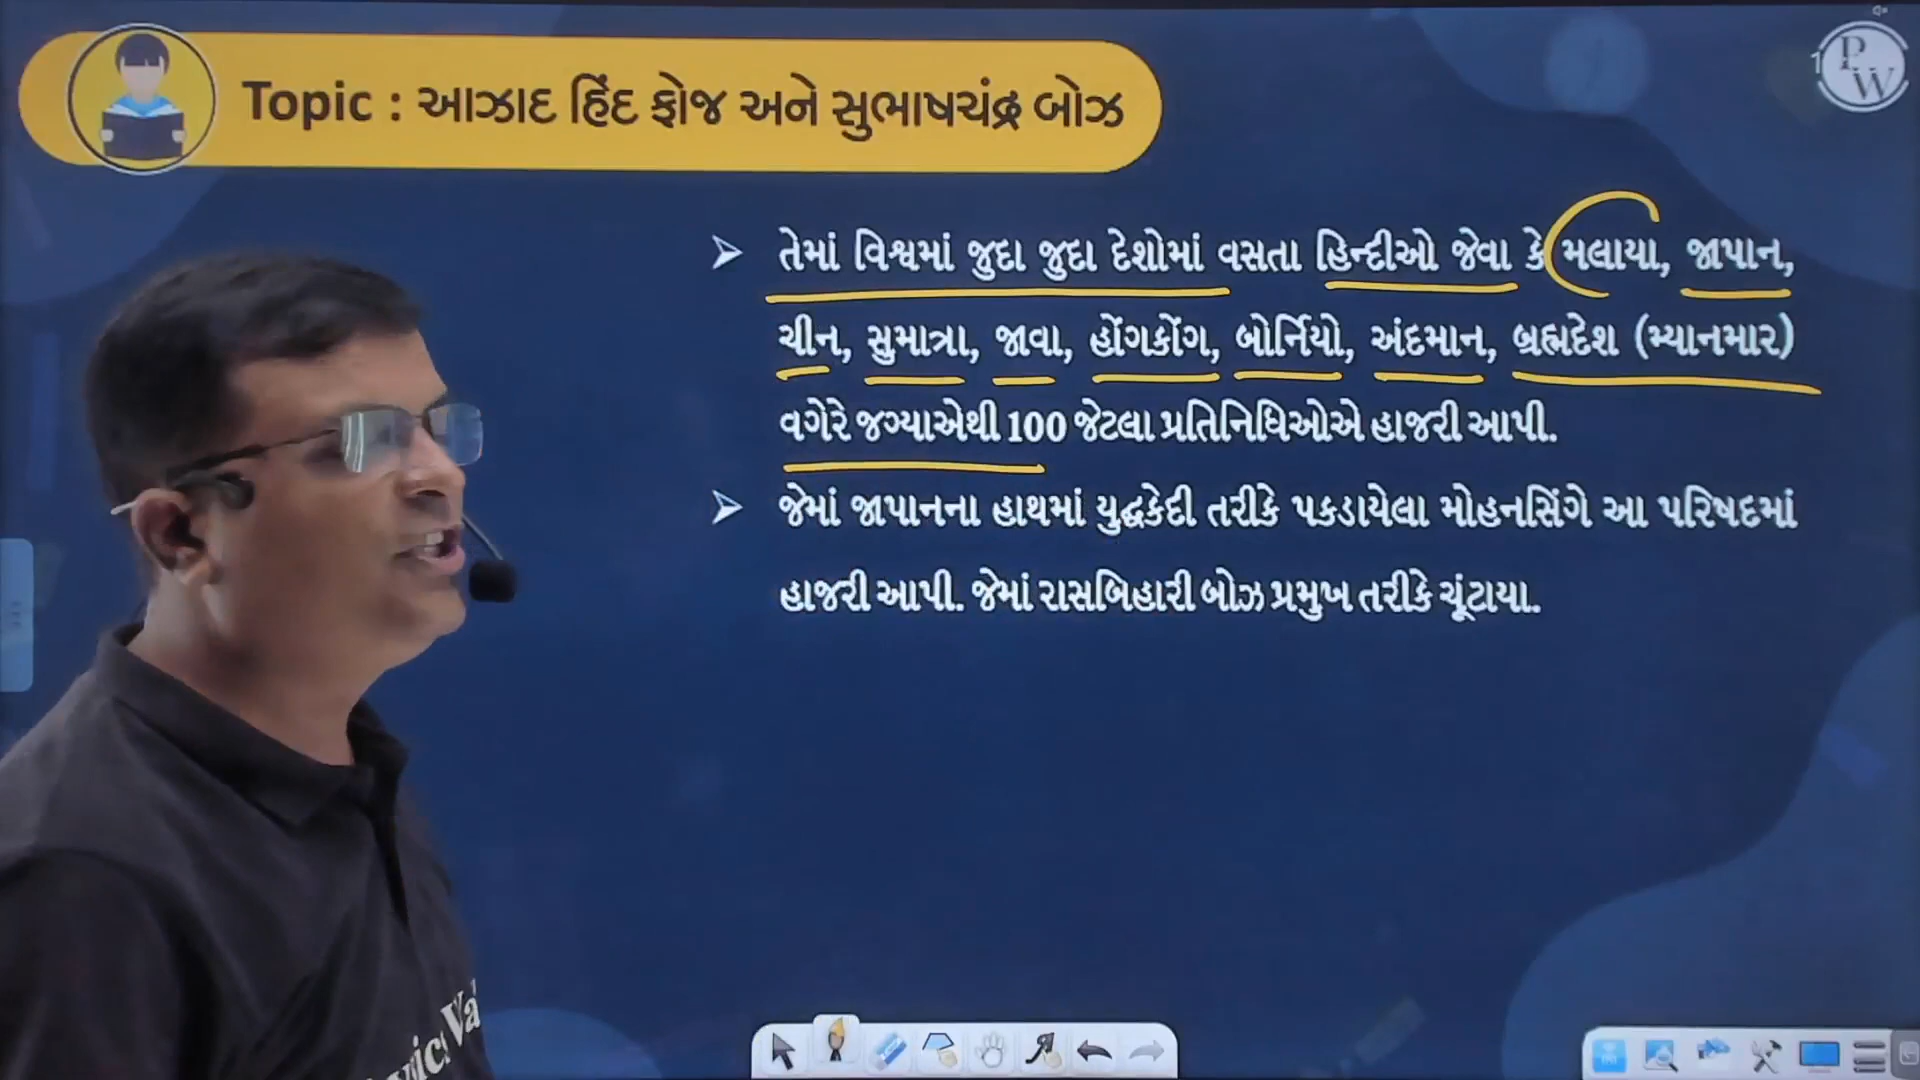 Topic : આઝાદ હિંદ ફોજ અને સુભાષચંદ્ર બોઝ
PW
➢ તેમાં વિશ્વમાં જુદા જુદા દેશોમાં વસતા હિન્દીઓ જેવા કે મલાયા, જાપાન,
ચીન, સુમાત્રા, જાવા, હોંગકોંગ, બોર્નિયો, અંદમાન, બ્રહ્મદેશ (મ્યાનમાર)
વગેરે જગ્યાએથી 100 જેટલા પ્રતિનિધિઓએ હાજરી આપી.
➢ જેમાં જાપાનના હાથમાં યુદ્ધકેદી તરીકે પકડાયેલા મોહનસિંગે આ પરિષદમાં
હાજરી આપી. જેમાં રાસબિહારી બોઝ પ્રમુખ તરીકે ચૂંટાયા.